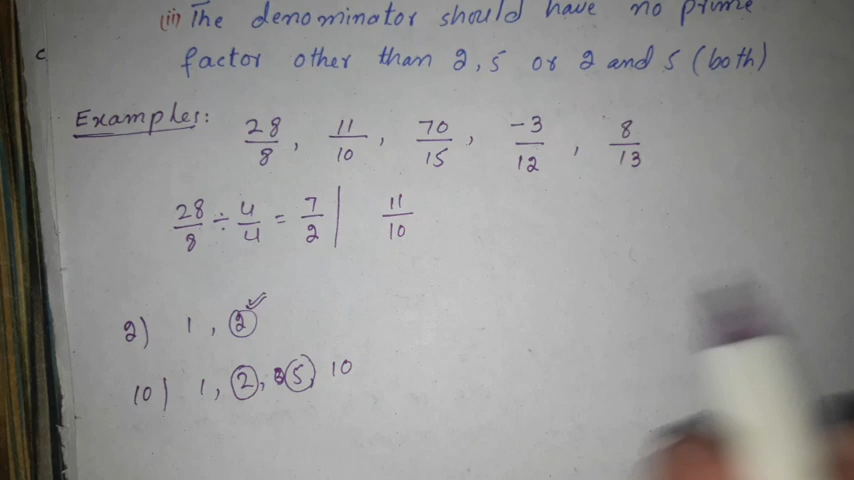 (ii) The denominator should have no prime
factor other than 2, 5 or 2 and 5 (both)
Examples: 28/8, 11/10, 70/15, -3/12, 8/13
28/8 ÷ 4/4 = 7/2 | 11/10
2) 1, 2 ✓
10) 1, 2, 5, 10